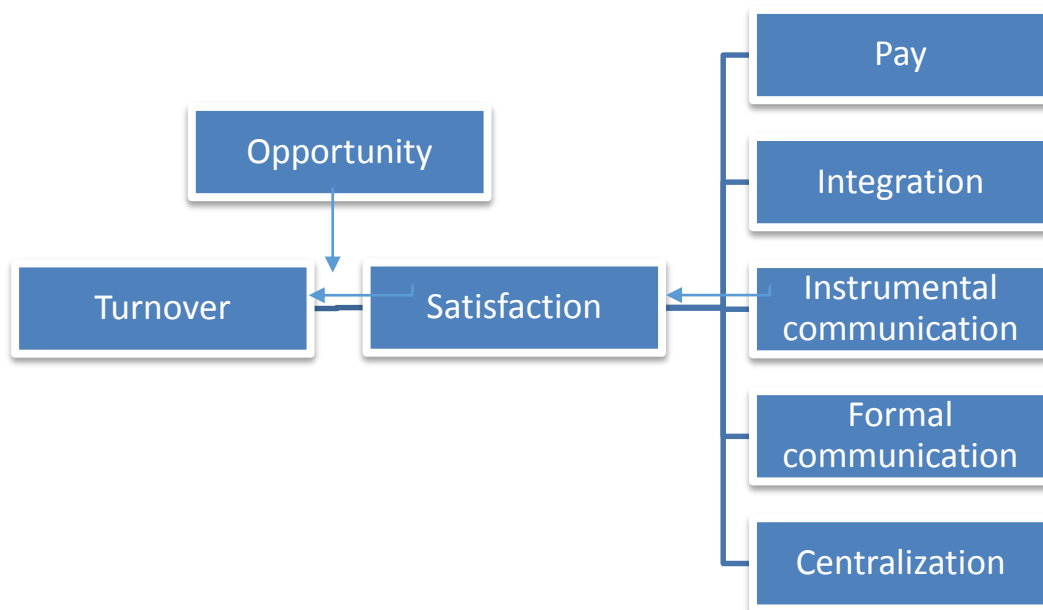 Pay
Opportunity
Integration
Turnover
Satisfaction
Instrumental
communication
Formal
communication
Centralization